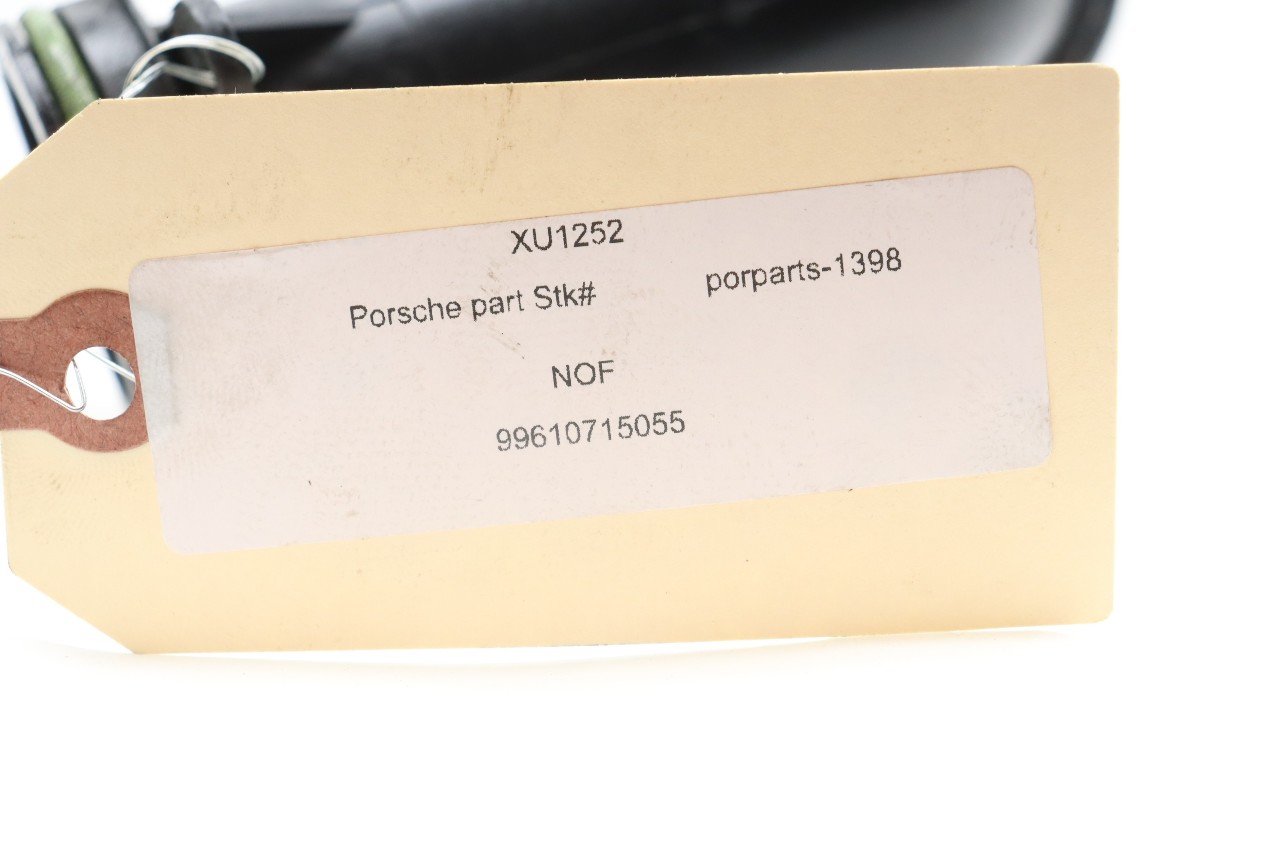 XU1252
Porsche part Stk# porparts-1398
NOF
99610715055